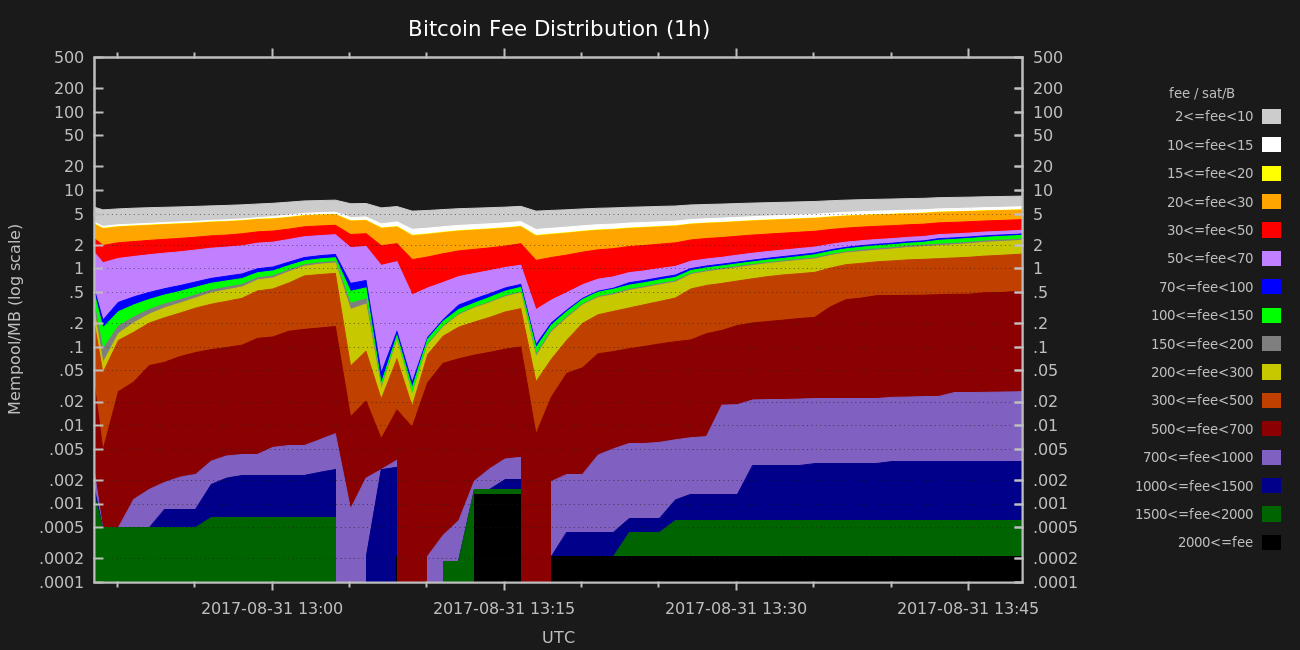 Bitcoin Fee Distribution (1h)
500 500
200 200
100 100
50 50
20 20
10 10
5 5
2 2
1 1
.5 .5
.2 .2
.1 .1
.05 .05
.02 .02
.01 .01
.005 .005
.002 .002
.001 .001
.0005 .0005
.0002 .0002
.0001 .0001
Mempool/MB (log scale)
2017-08-31 13:00 2017-08-31 13:15 2017-08-31 13:30 2017-08-31 13:45
UTC
fee / sat/B
2<=fee<10
10<=fee<15
15<=fee<20
20<=fee<30
30<=fee<50
50<=fee<70
70<=fee<100
100<=fee<150
150<=fee<200
200<=fee<300
300<=fee<500
500<=fee<700
700<=fee<1000
1000<=fee<1500
1500<=fee<2000
2000<=fee